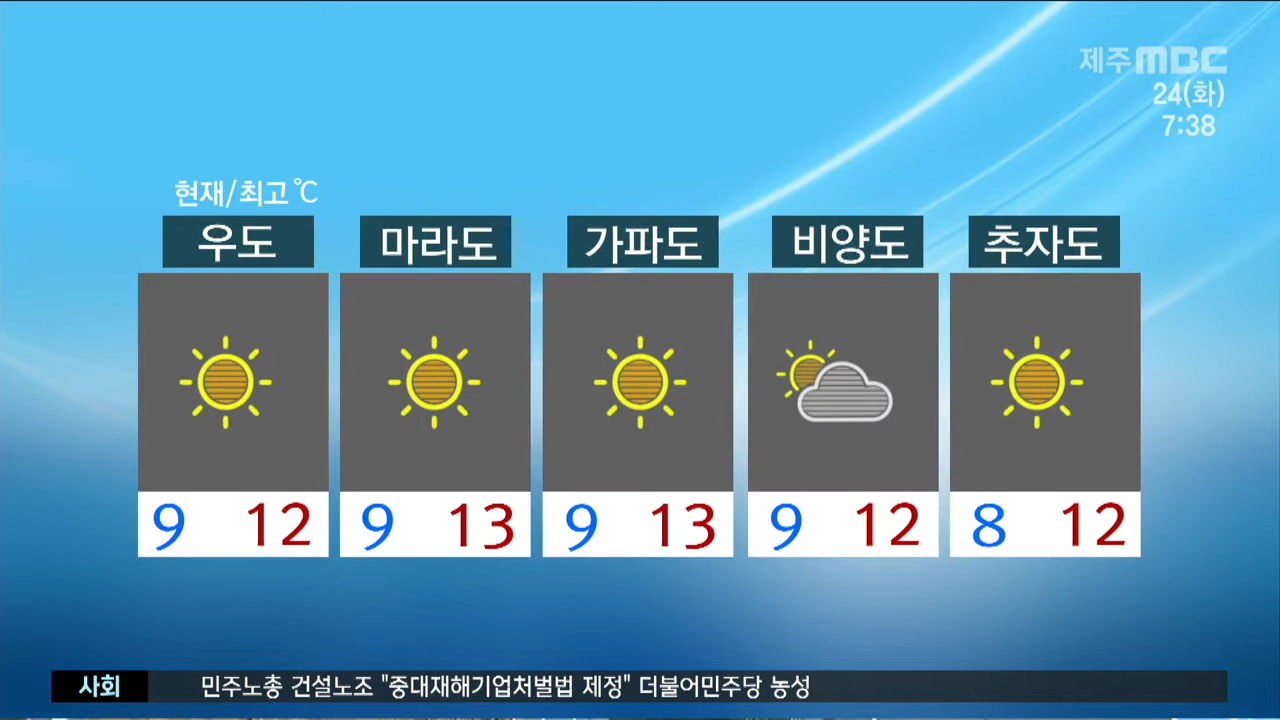 제주MBC
24(화)
7:38
현재/최고℃
우도 마라도 가파도 비양도 추자도
9 12 9 13 9 13 9 12 8 12
사회 민주노총 건설노조 "중대재해기업처벌법 제정" 더불어민주당 농성